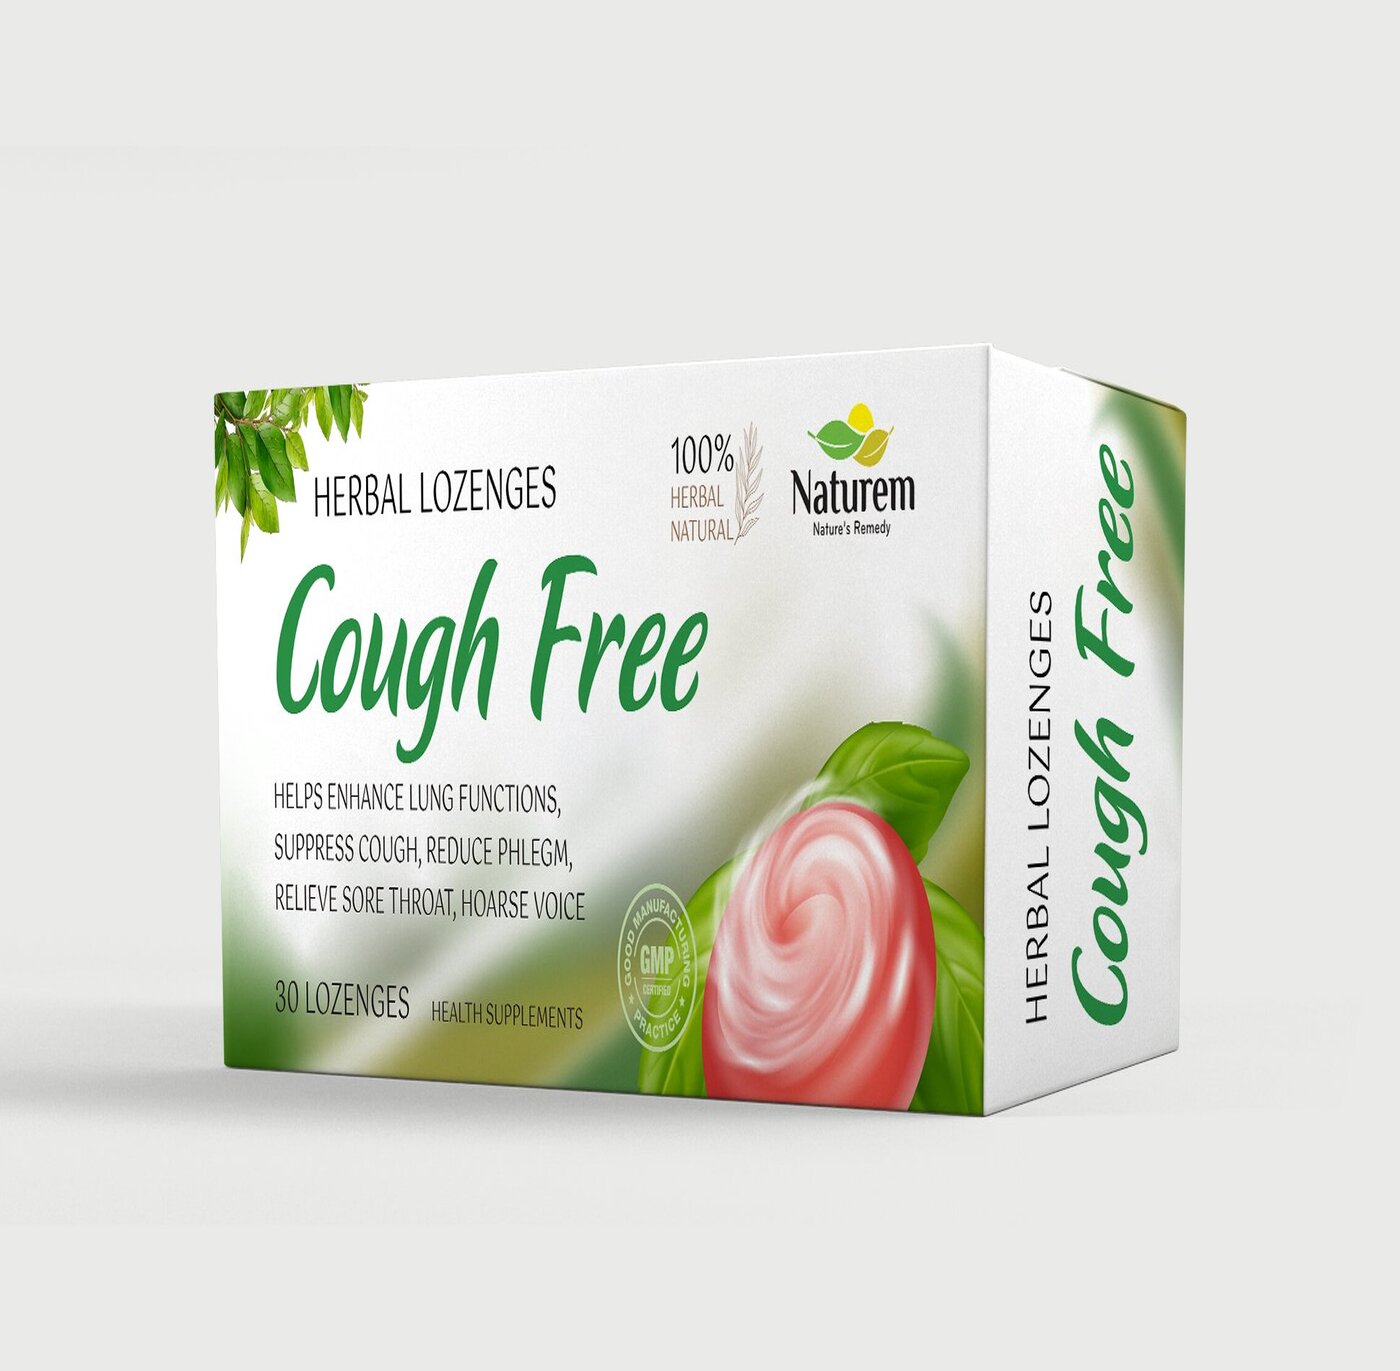 HERBAL LOZENGES
100%
HERBAL
NATURAL
Naturem
Nature's Remedy
Cough Free
HELPS ENHANCE LUNG FUNCTIONS,
SUPPRESS COUGH, REDUCE PHLEGM,
RELIEVE SORE THROAT, HOARSE VOICE
30 LOZENGES
HEALTH SUPPLEMENTS
GOOD MANUFACTURING
GMP
CERTIFIED
PRACTICE
HERBAL LOZENGES
Cough Free